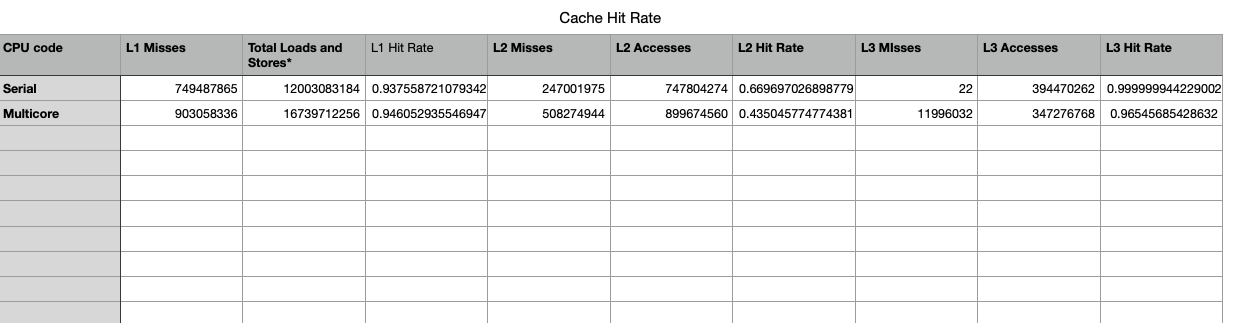 Cache Hit Rate
CPU code L1 Misses Total Loads and Stores* L1 Hit Rate L2 Misses L2 Accesses L2 Hit Rate L3 MIsses L3 Accesses L3 Hit Rate
Serial 749487865 12003083184 0.937558721079342 247001975 747804274 0.669697026898779 22 394470262 0.999999944229002
Multicore 903058336 16739712256 0.946052935546947 508274944 899674560 0.435045774774381 11996032 347276768 0.96545685428632